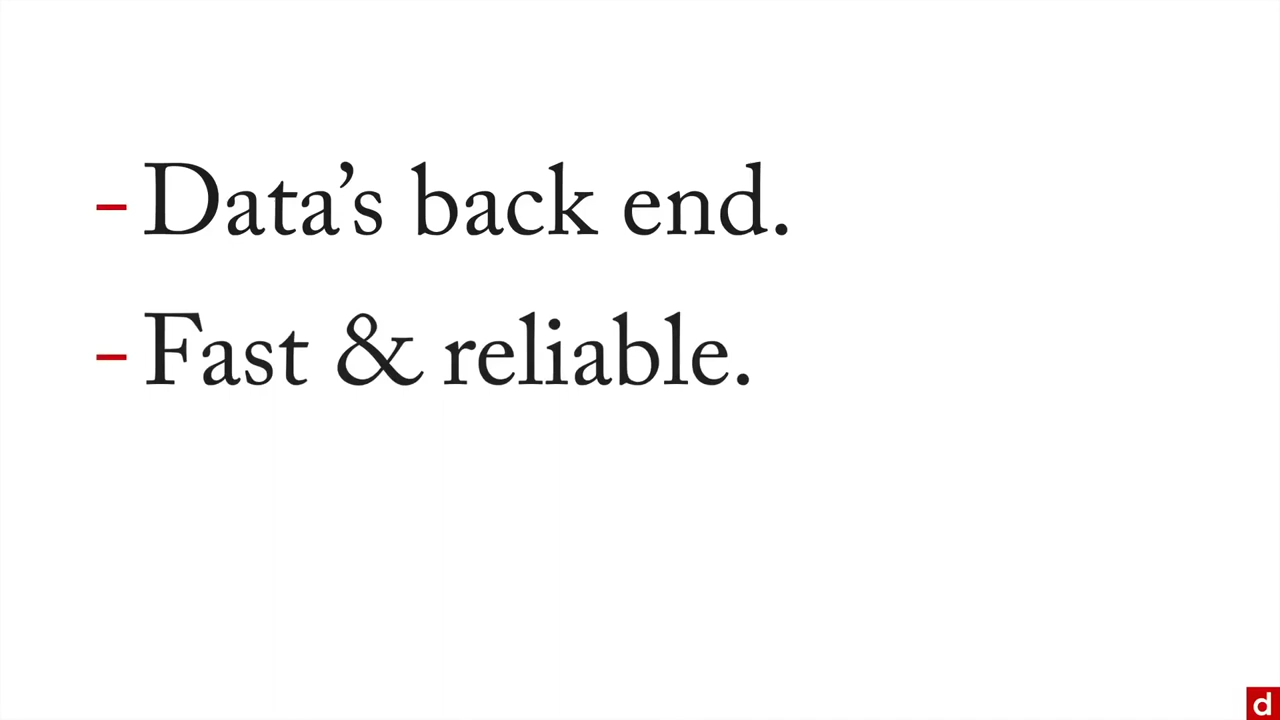 - Data’s back end.
- Fast & reliable.
d